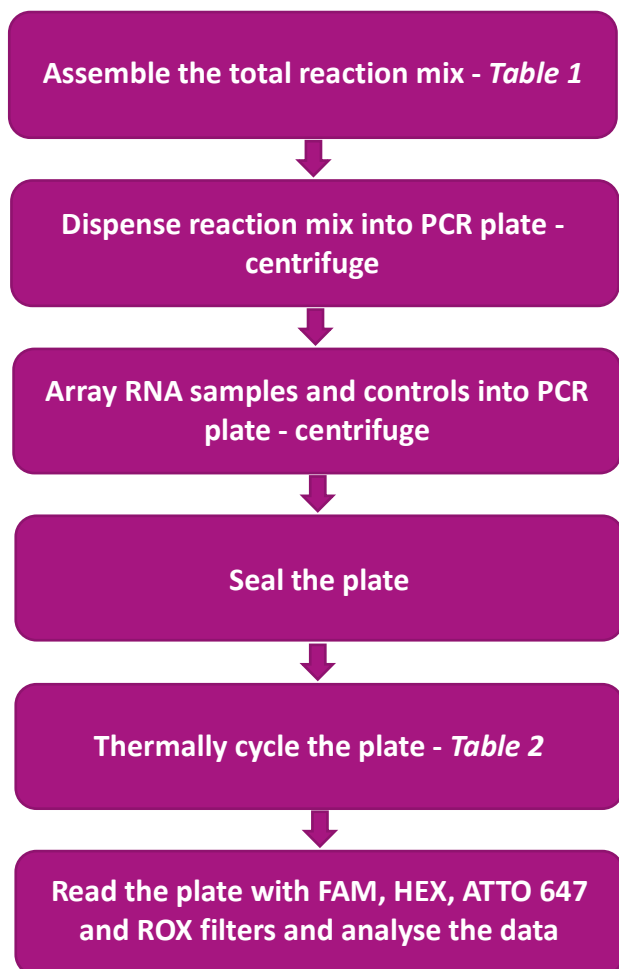 Assemble the total reaction mix - Table 1
Dispense reaction mix into PCR plate -
centrifuge
Array RNA samples and controls into PCR
plate - centrifuge
Seal the plate
Thermally cycle the plate - Table 2
Read the plate with FAM, HEX, ATTO 647
and ROX filters and analyse the data